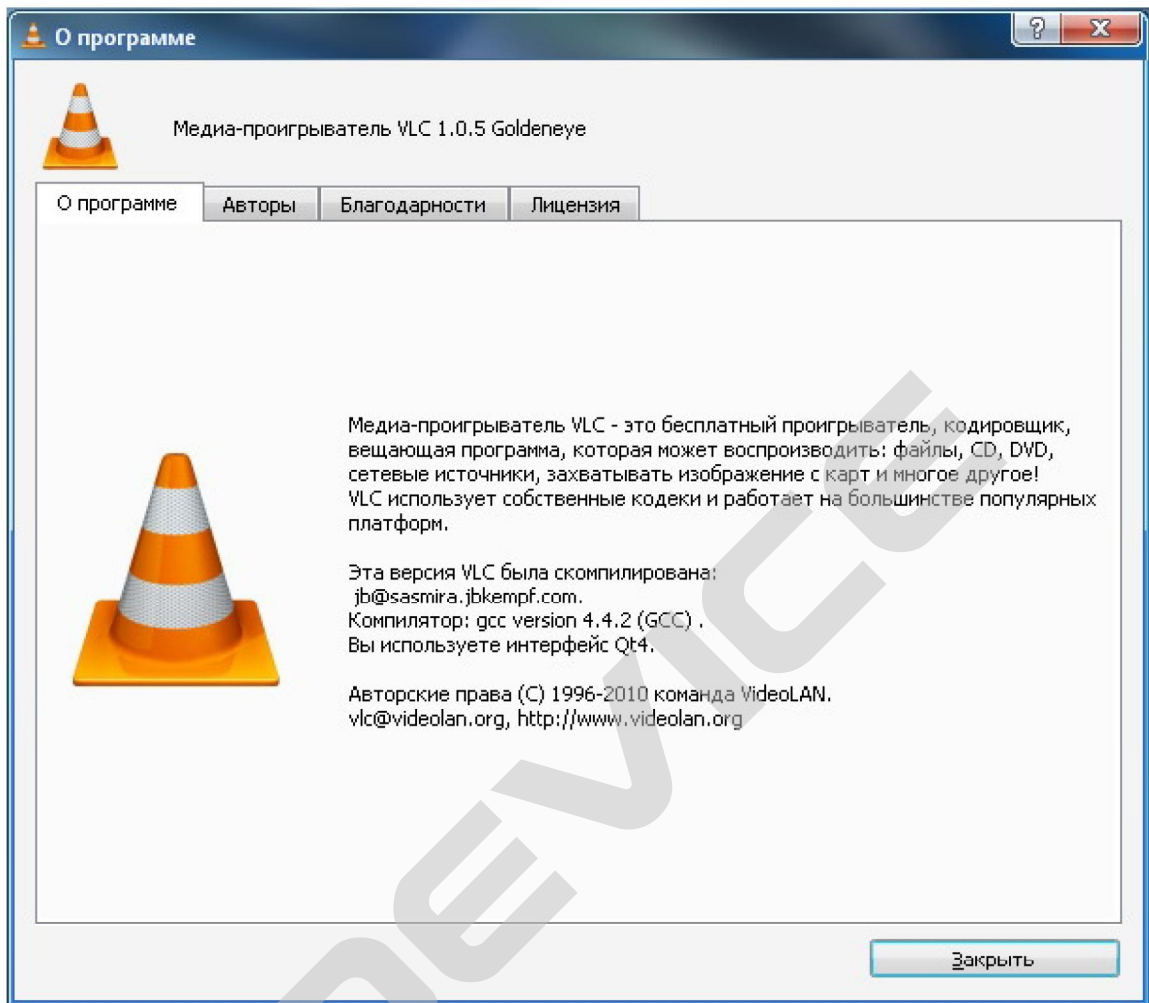 О программе
Медиа-проигрыватель VLC 1.0.5 Goldeneye
О программе
Авторы
Благодарности
Лицензия
Медиа-проигрыватель VLC - это бесплатный проигрыватель, кодировщик,
вещающая программа, которая может воспроизводить: файлы, CD, DVD,
сетевые источники, захватывать изображение с карт и многое другое!
VLC использует собственные кодеки и работает на большинстве популярных
платформ.
Эта версия VLC была скомпилирована:
jb@sasmira.jbkempf.com.
Компилятор: gcc version 4.4.2 (GCC) .
Вы используете интерфейс Qt4.
Авторские права (C) 1996-2010 команда VideoLAN.
vlc@videolan.org, http://www.videolan.org
Закрыть
DEVICE